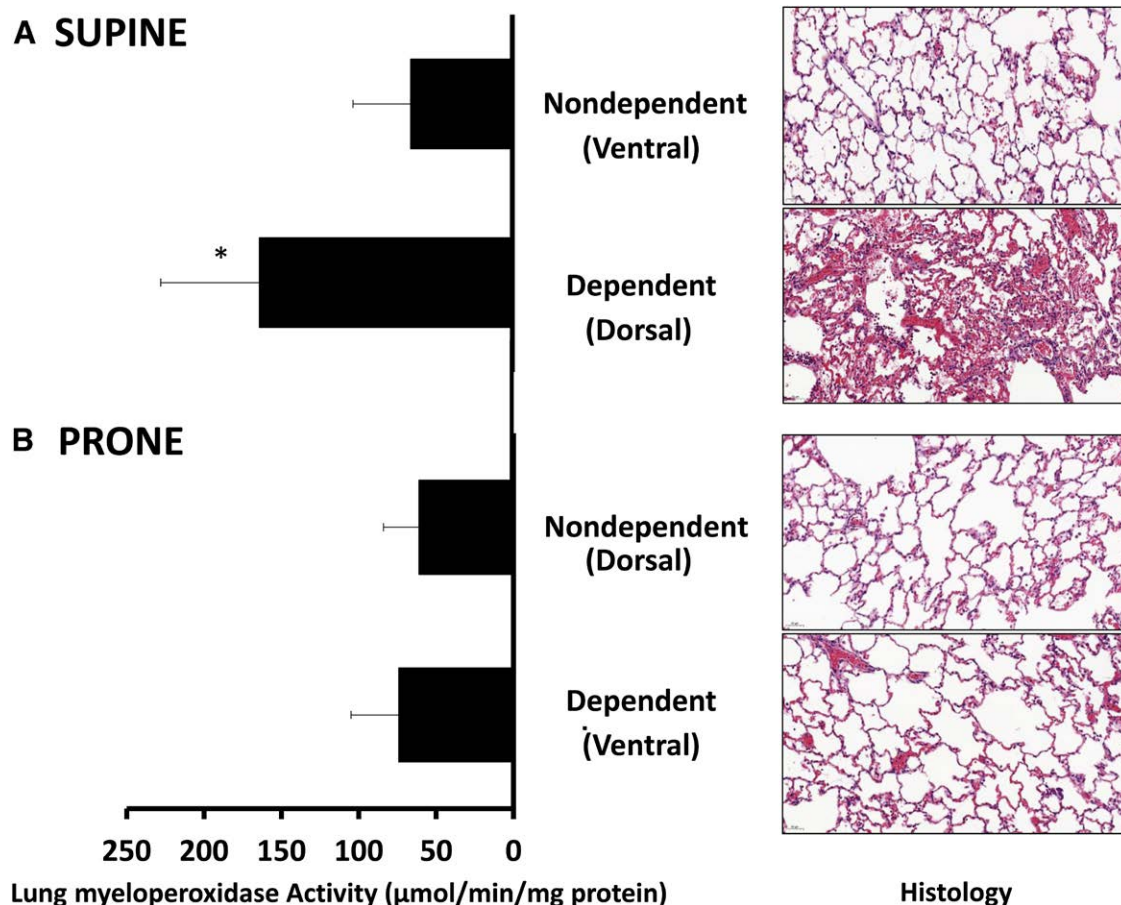 A SUPINE
Nondependent
(Ventral)
*
Dependent
(Dorsal)
B PRONE
Nondependent
(Dorsal)
Dependent
(Ventral)
250 200 150 100 50 0
Lung myeloperoxidase Activity (μmol/min/mg protein)
Histology